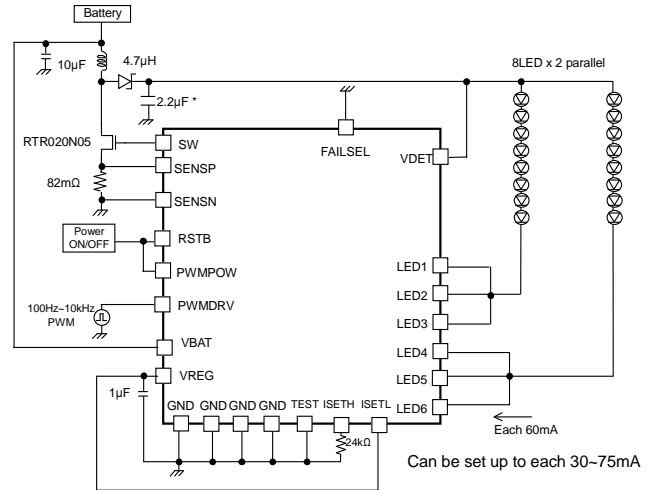 Battery
10µF
4.7µH
2.2µF *
8LED x 2 parallel
RTR020N05
SW
FAILSEL
VDET
SENSP
82mΩ
SENSN
Power
ON/OFF
RSTB
PWMPOW
LED1
LED2
LED3
100Hz~10kHz
PWM
PWMDRV
VBAT
LED4
VREG
LED5
1µF
GND GND GND GND TEST ISETH ISETL
LED6
24kΩ
Each 60mA
Can be set up to each 30~75mA